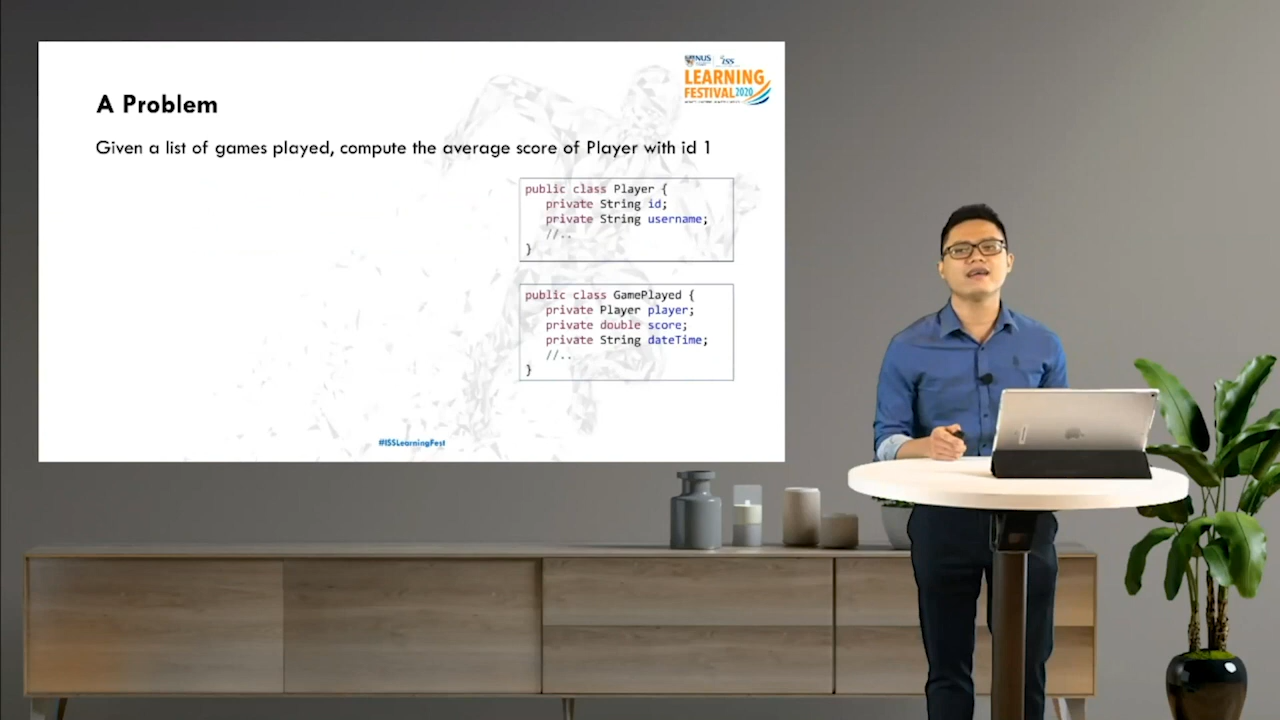 NUS
ISS
LEARNING
FESTIVAL 2020
A Problem
Given a list of games played, compute the average score of Player with id 1
public class Player {
private String id;
private String username;
//..
}
public class GamePlayed {
private Player player;
private double score;
private String dateTime;
//..
}
#ISSLearningFest